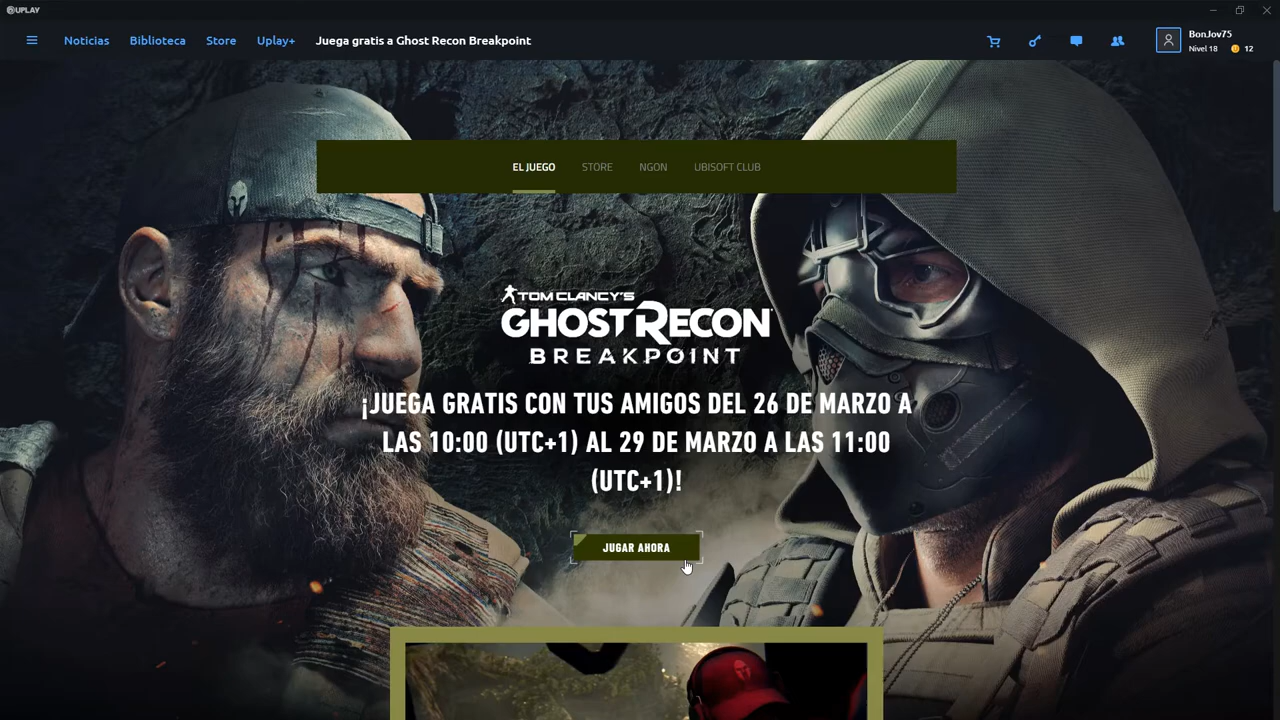 UPLAY
Noticias Biblioteca Store Uplay+ Juega gratis a Ghost Recon Breakpoint
BonJov75
Nivel 18 12
EL JUEGO STORE NGON UBISOFT CLUB
TOM CLANCY'S
GHOST RECON
BREAKPOINT
¡JUEGA GRATIS CON TUS AMIGOS DEL 26 DE MARZO A
LAS 10:00 (UTC+1) AL 29 DE MARZO A LAS 11:00
(UTC+1)!
JUGAR AHORA